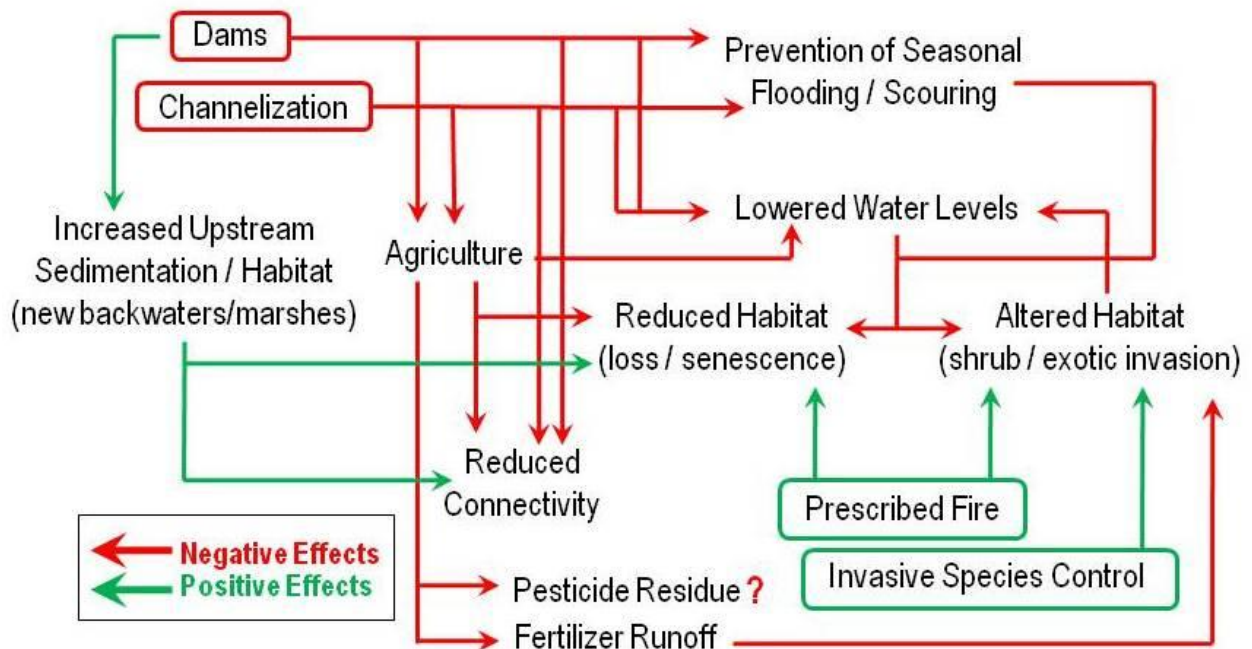 Dams
Prevention of Seasonal
Flooding / Scouring
Channelization
Lowered Water Levels
Increased Upstream
Sedimentation / Habitat
(new backwaters/marshes)
Agriculture
Reduced Habitat
(loss / senescence)
Altered Habitat
(shrub / exotic invasion)
Reduced
Connectivity
Prescribed Fire
Invasive Species Control
Negative Effects
Positive Effects
Pesticide Residue ?
Fertilizer Runoff